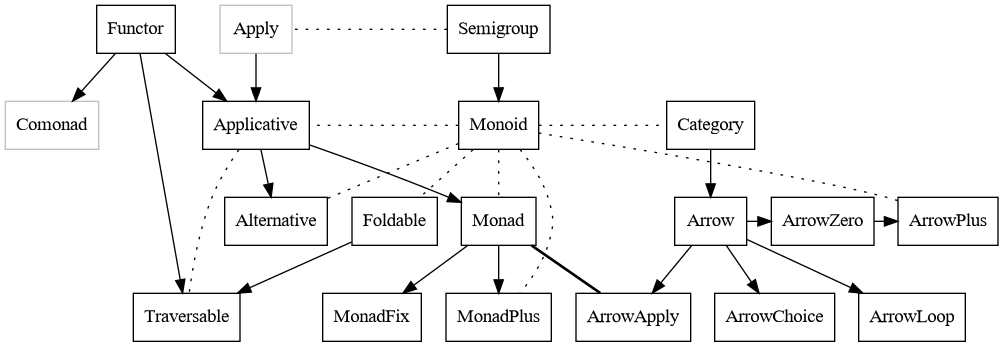 Functor
Apply
Semigroup
Comonad
Applicative
Monoid
Category
Alternative
Foldable
Monad
Arrow
ArrowZero
ArrowPlus
Traversable
MonadFix
MonadPlus
ArrowApply
ArrowChoice
ArrowLoop